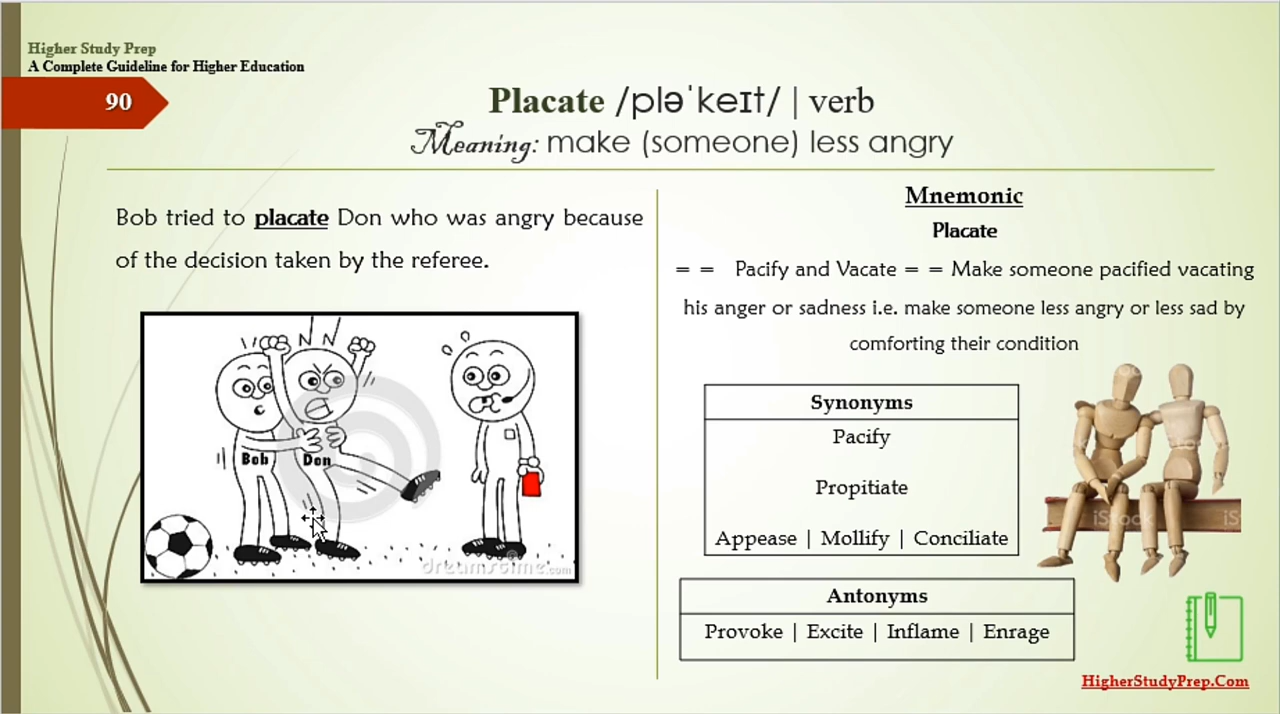 Higher Study Prep
A Complete Guideline for Higher Education
90
Placate /pləˈkeɪt/ | verb
Meaning: make (someone) less angry
Bob tried to placate Don who was angry because
of the decision taken by the referee.
Bob
Don
dreamstime.com
Mnemonic
Placate
= = Pacify and Vacate = = Make someone pacified vacating
his anger or sadness i.e. make someone less angry or less sad by
comforting their condition
Synonyms
Pacify
Propitiate
Appease | Mollify | Conciliate
iStock
iS
Antonyms
Provoke | Excite | Inflame | Enrage
HigherStudyPrep.Com